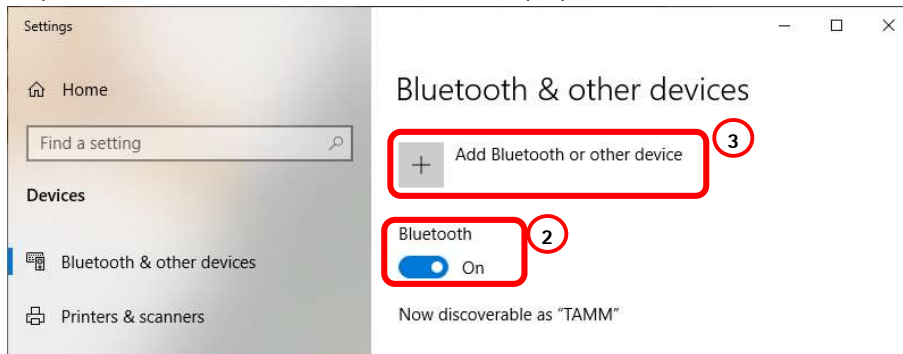 Settings
Home
Find a setting
Devices
Bluetooth & other devices
Printers & scanners
Bluetooth & other devices
Add Bluetooth or other device
3
Bluetooth
2
On
Now discoverable as “TAMM”